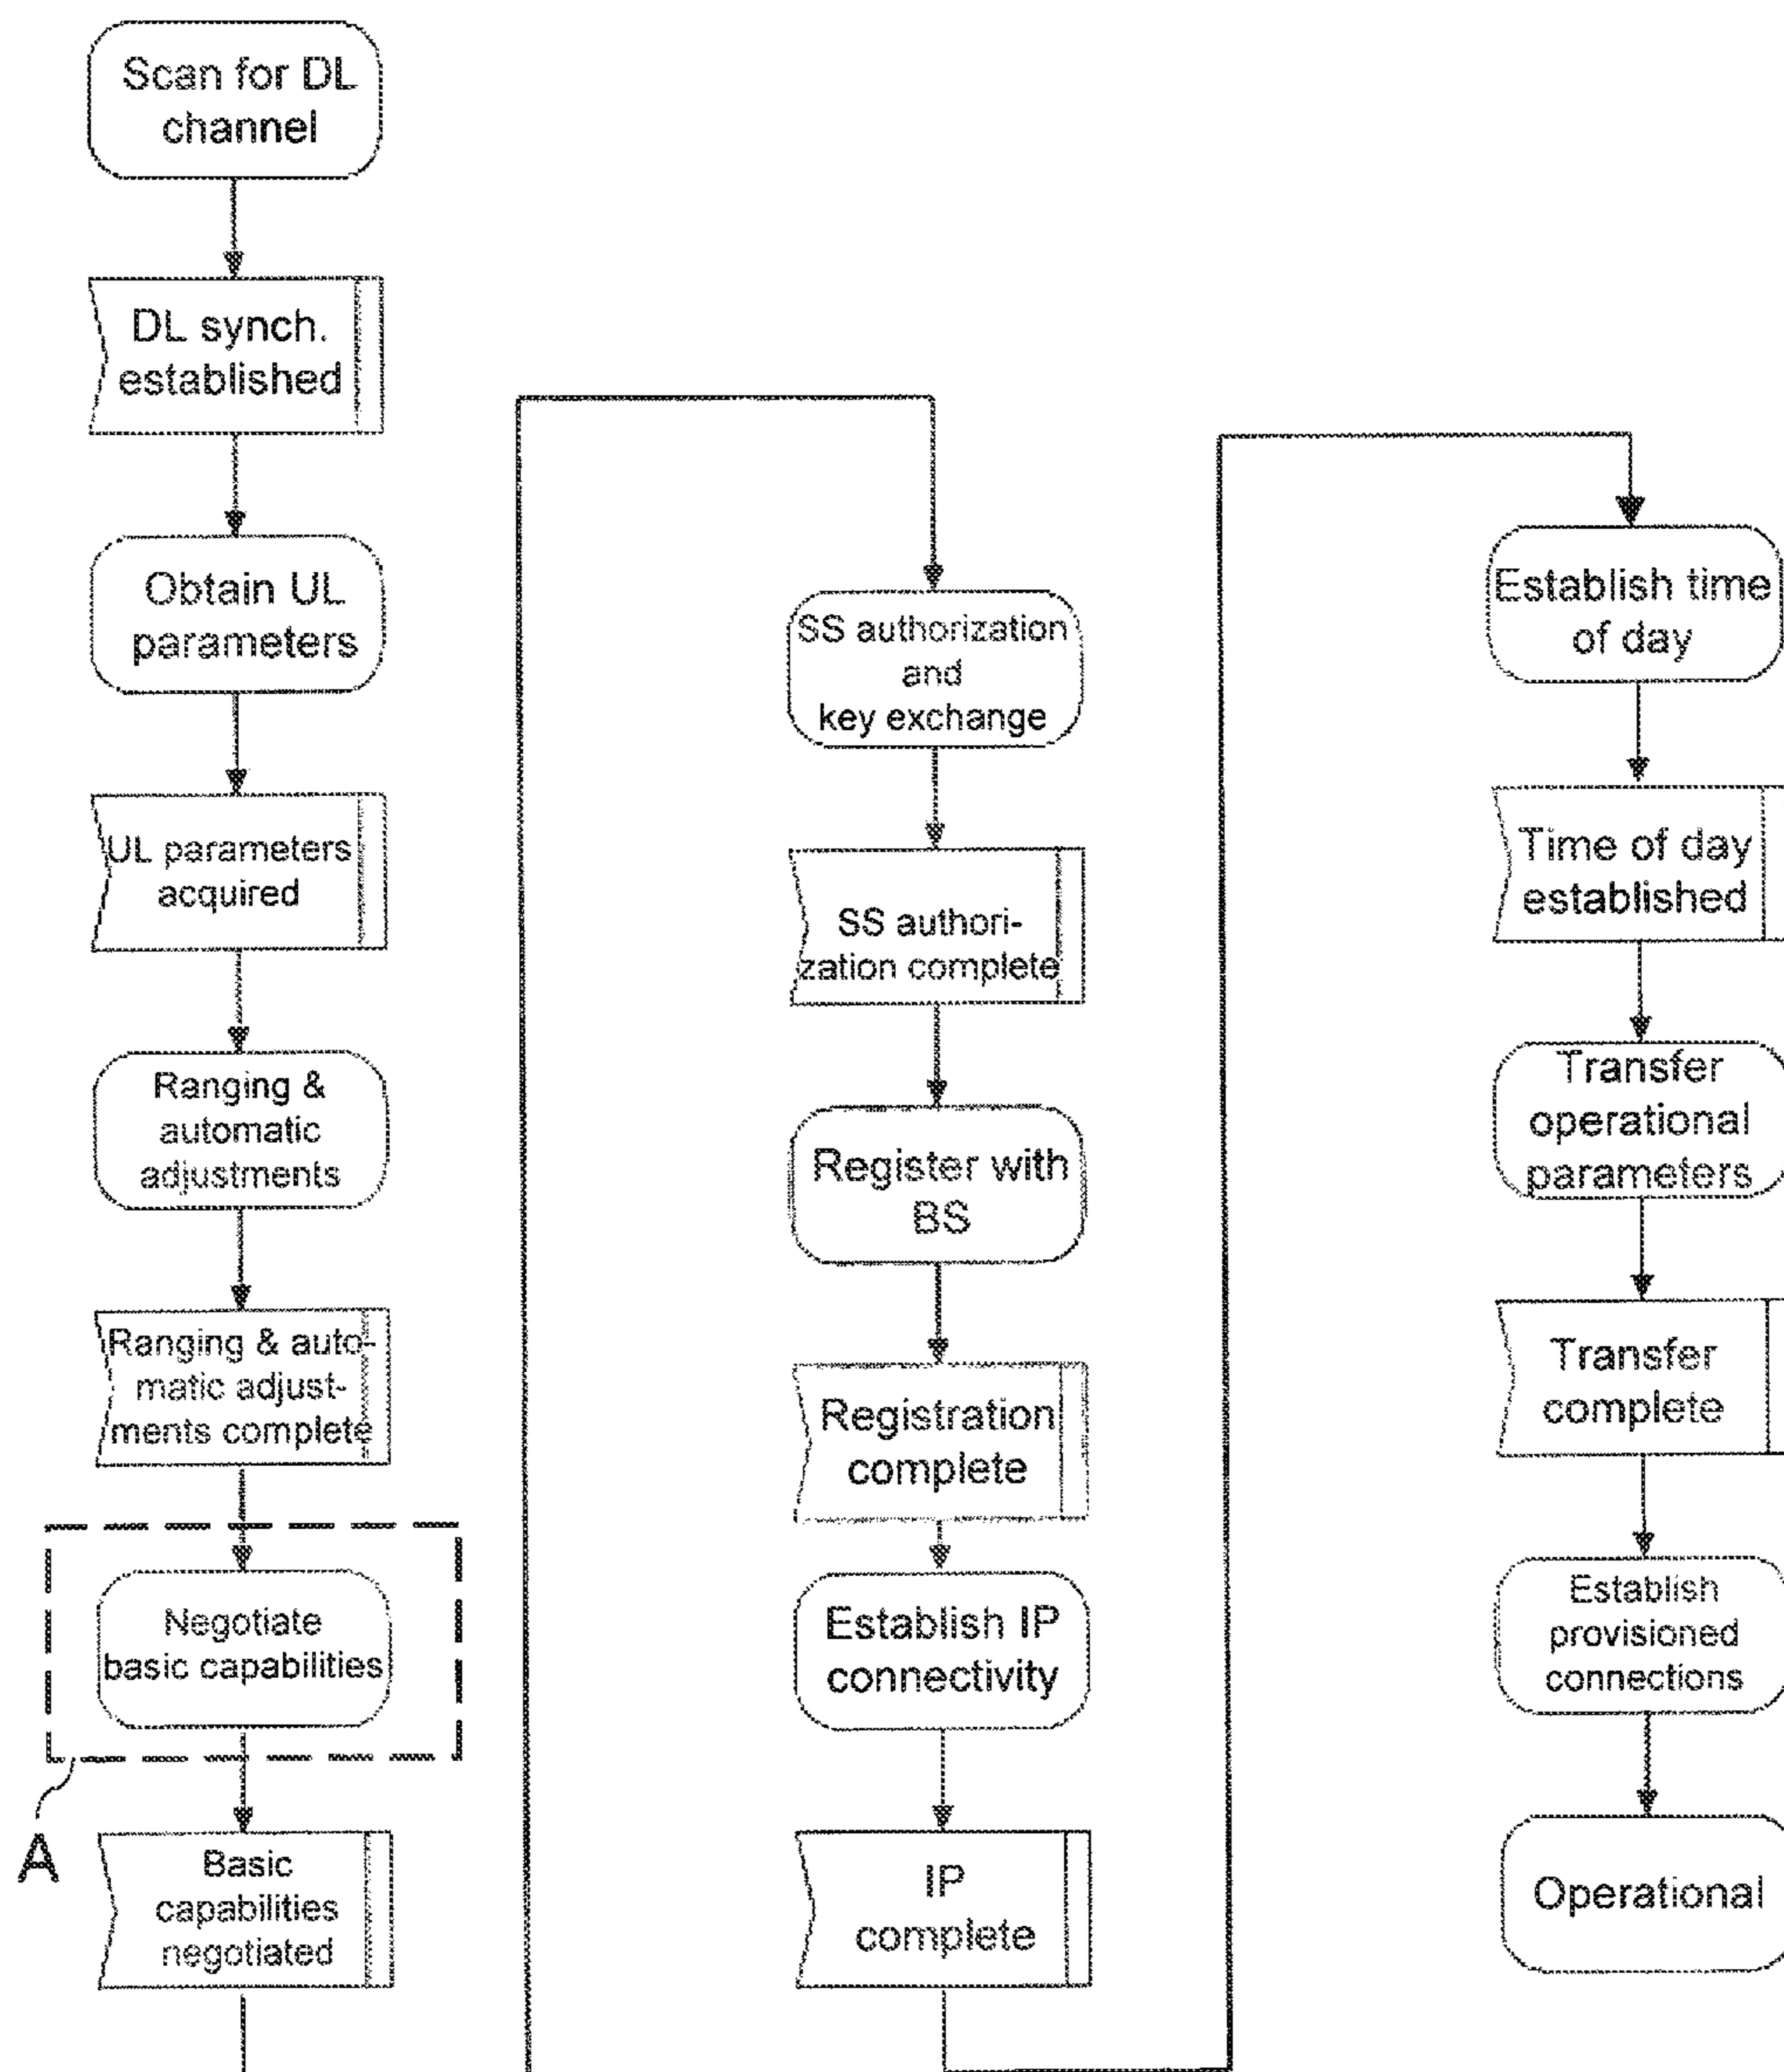 Scan for DL
channel
DL synch.
established
Obtain UL
parameters
UL parameters
acquired
Ranging &
automatic
adjustments
Ranging & auto-
matic adjust-
ments complete
Negotiate
basic capabilities
A
Basic
capabilities
negotiated
SS authorization
and
key exchange
SS authori-
zation complete
Register with
BS
Registration
complete
Establish IP
connectivity
IP
complete
Establish time
of day
Time of day
established
Transfer
operational
parameters
Transfer
complete
Establish
provisioned
connections
Operational